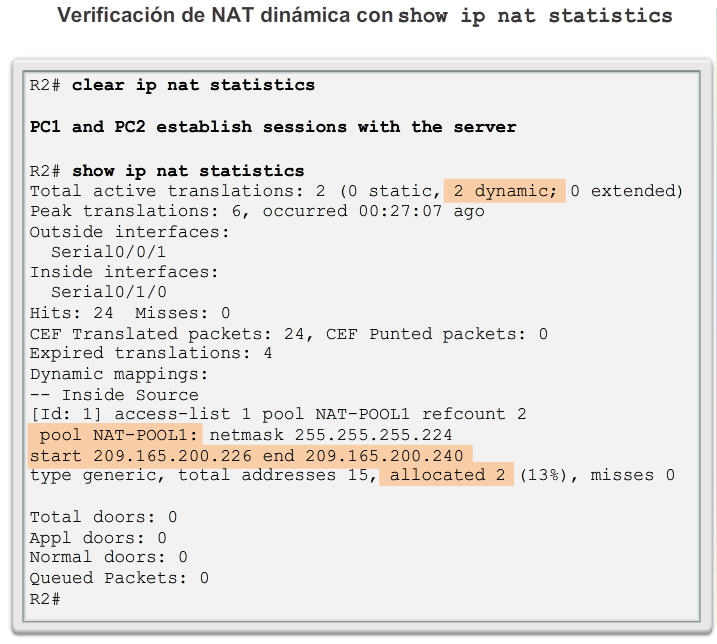 Verificación de NAT dinámica con show ip nat statistics
R2# clear ip nat statistics
PC1 and PC2 establish sessions with the server
R2# show ip nat statistics
Total active translations: 2 (0 static, 2 dynamic; 0 extended)
Peak translations: 6, occurred 00:27:07 ago
Outside interfaces:
  Serial0/0/1
Inside interfaces:
  Serial0/1/0
Hits: 24  Misses: 0
CEF Translated packets: 24, CEF Punted packets: 0
Expired translations: 4
Dynamic mappings:
-- Inside Source
[Id: 1] access-list 1 pool NAT-POOL1 refcount 2
 pool NAT-POOL1: netmask 255.255.255.224
start 209.165.200.226 end 209.165.200.240
type generic, total addresses 15, allocated 2 (13%), misses 0
Total doors: 0
Appl doors: 0
Normal doors: 0
Queued Packets: 0
R2#